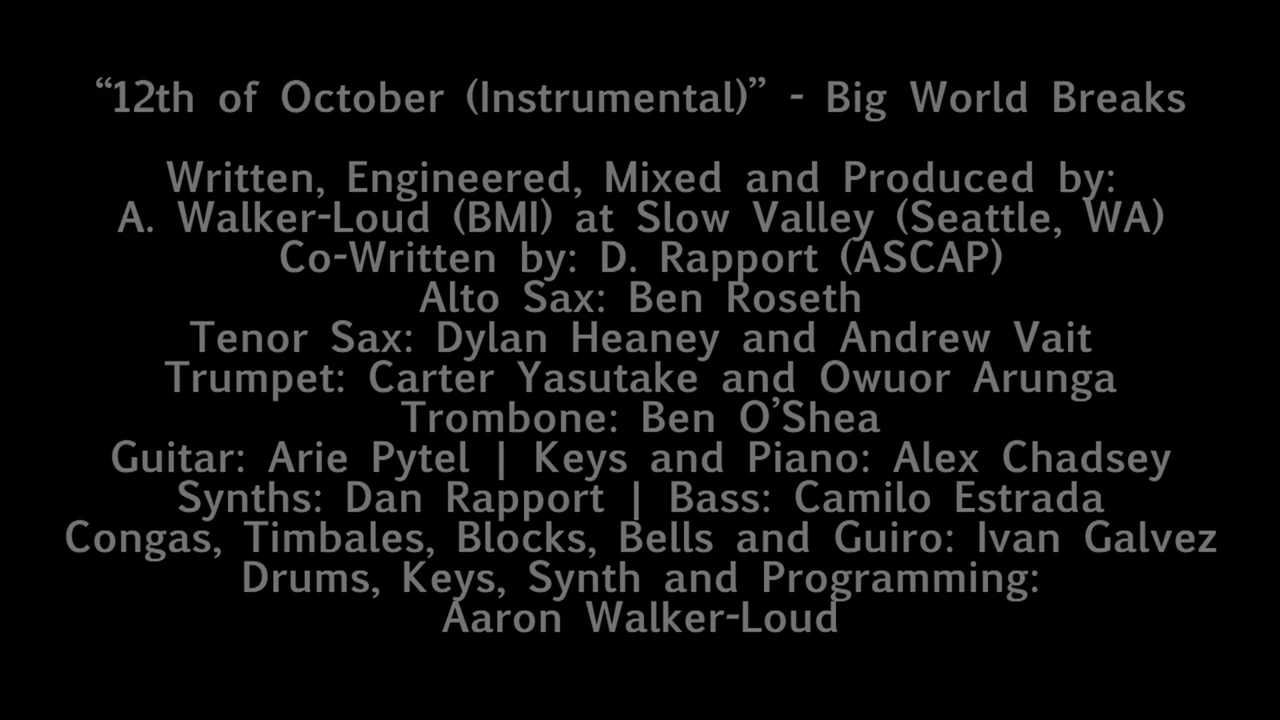 “12th of October (Instrumental)” - Big World Breaks
Written, Engineered, Mixed and Produced by:
A. Walker-Loud (BMI) at Slow Valley (Seattle, WA)
Co-Written by: D. Rapport (ASCAP)
Alto Sax: Ben Roseth
Tenor Sax: Dylan Heaney and Andrew Vait
Trumpet: Carter Yasutake and Owuor Arunga
Trombone: Ben O’Shea
Guitar: Arie Pytel | Keys and Piano: Alex Chadsey
Synths: Dan Rapport | Bass: Camilo Estrada
Congas, Timbales, Blocks, Bells and Guiro: Ivan Galvez
Drums, Keys, Synth and Programming:
Aaron Walker-Loud